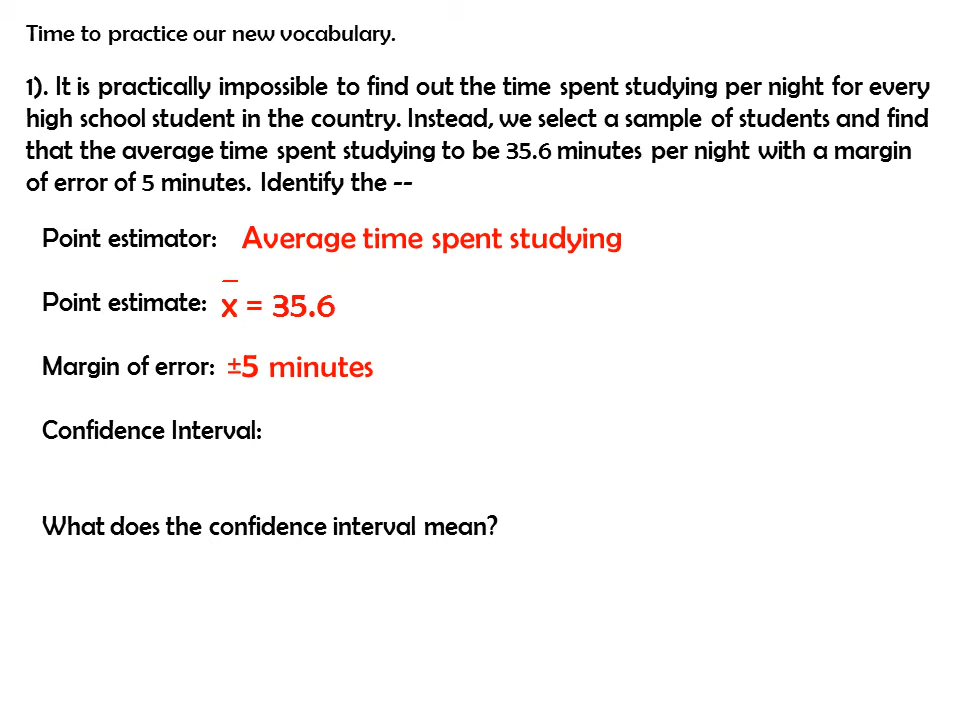 Time to practice our new vocabulary.
1). It is practically impossible to find out the time spent studying per night for every
high school student in the country. Instead, we select a sample of students and find
that the average time spent studying to be 35.6 minutes per night with a margin
of error of 5 minutes. Identify the --
Point estimator: Average time spent studying
Point estimate: x̄ = 35.6
Margin of error: ±5 minutes
Confidence Interval:
What does the confidence interval mean?